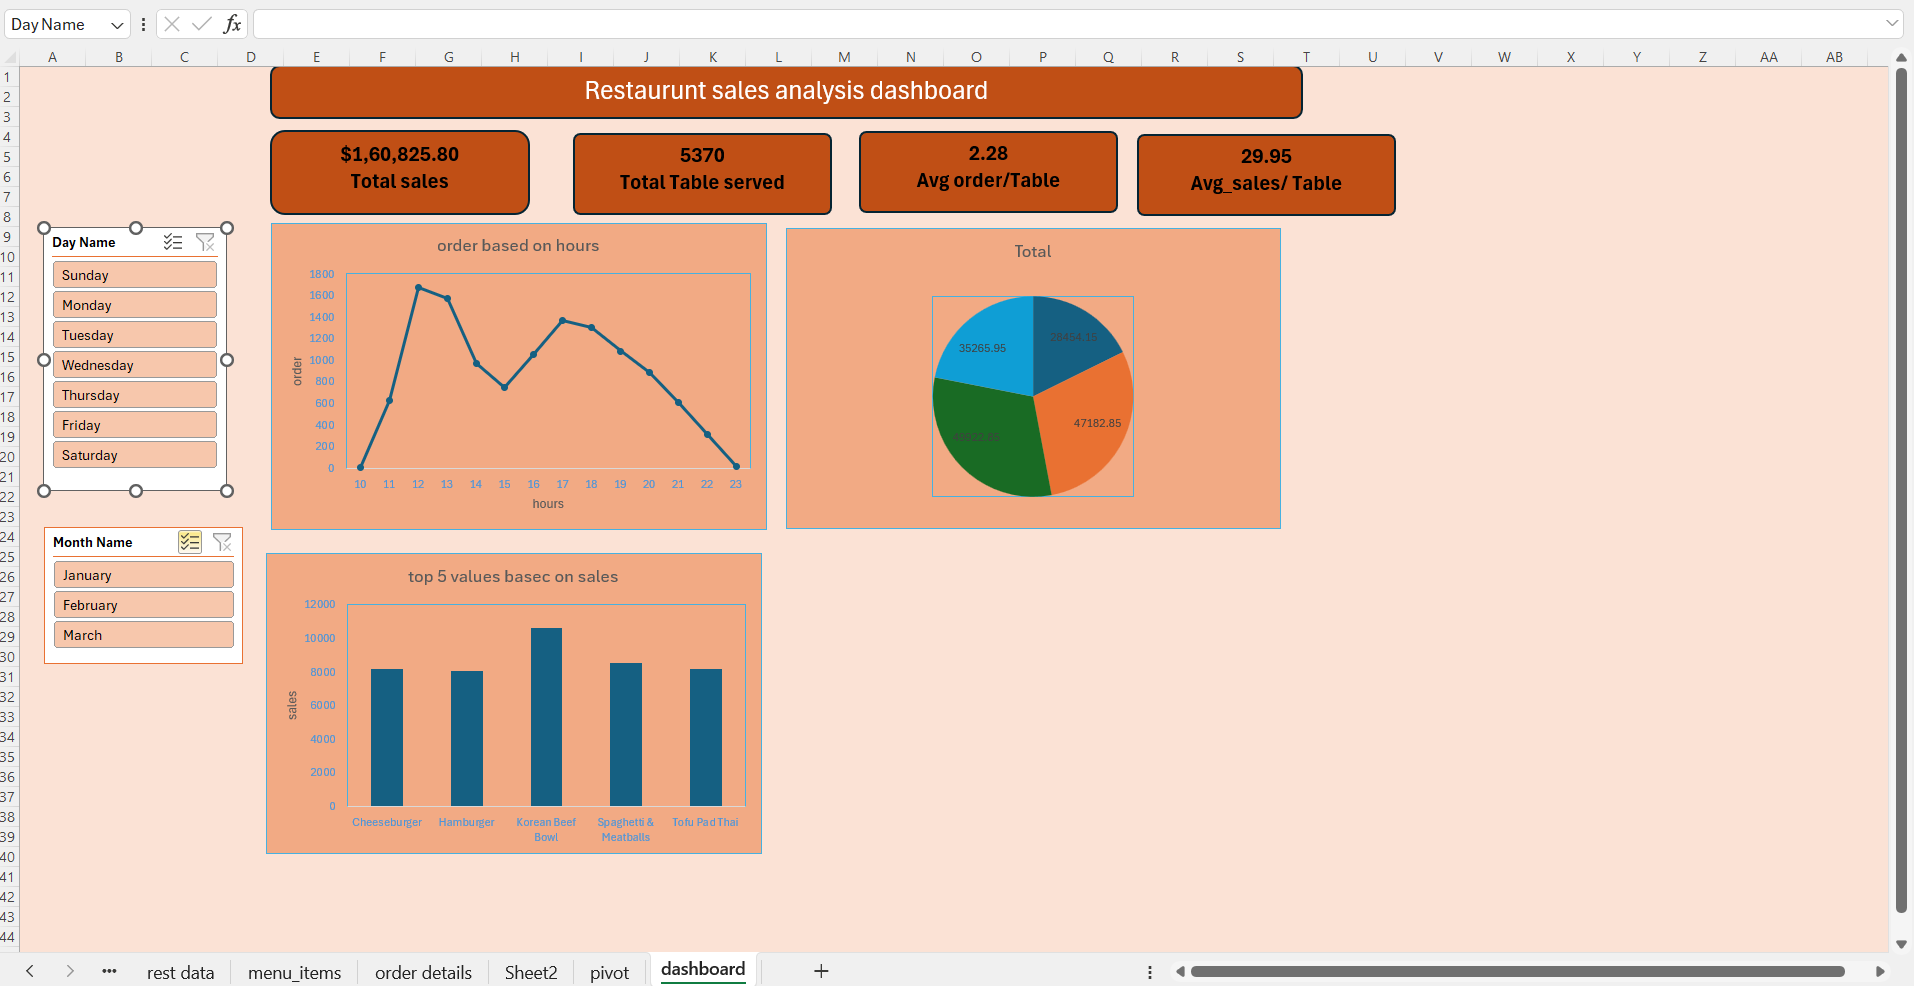 Day Name
fx
A B C D E F G H I J K L M N O P Q R S T U V W X Y Z AA AB
1
2
3
4
5
6
7
8
9
10
11
12
13
14
15
16
17
18
19
20
21
22
23
24
25
26
27
28
29
30
31
32
33
34
35
36
37
38
39
40
41
42
43
44
Restaurunt sales analysis dashboard
$1,60,825.80
Total sales
5370
Total Table served
2.28
Avg order/Table
29.95
Avg_sales/ Table
Day Name
Sunday
Monday
Tuesday
Wednesday
Thursday
Friday
Saturday
Month Name
January
February
March
order based on hours
1800
1600
1400
1200
1000
800
600
400
200
0
order
10 11 12 13 14 15 16 17 18 19 20 21 22 23
hours
Total
35265.95
28454.15
47182.85
49922.85
top 5 values basec on sales
12000
10000
8000
6000
4000
2000
0
sales
Cheeseburger
Hamburger
Korean Beef
Bowl
Spaghetti &
Meatballs
Tofu Pad Thai
rest data
menu_items
order details
Sheet2
pivot
dashboard